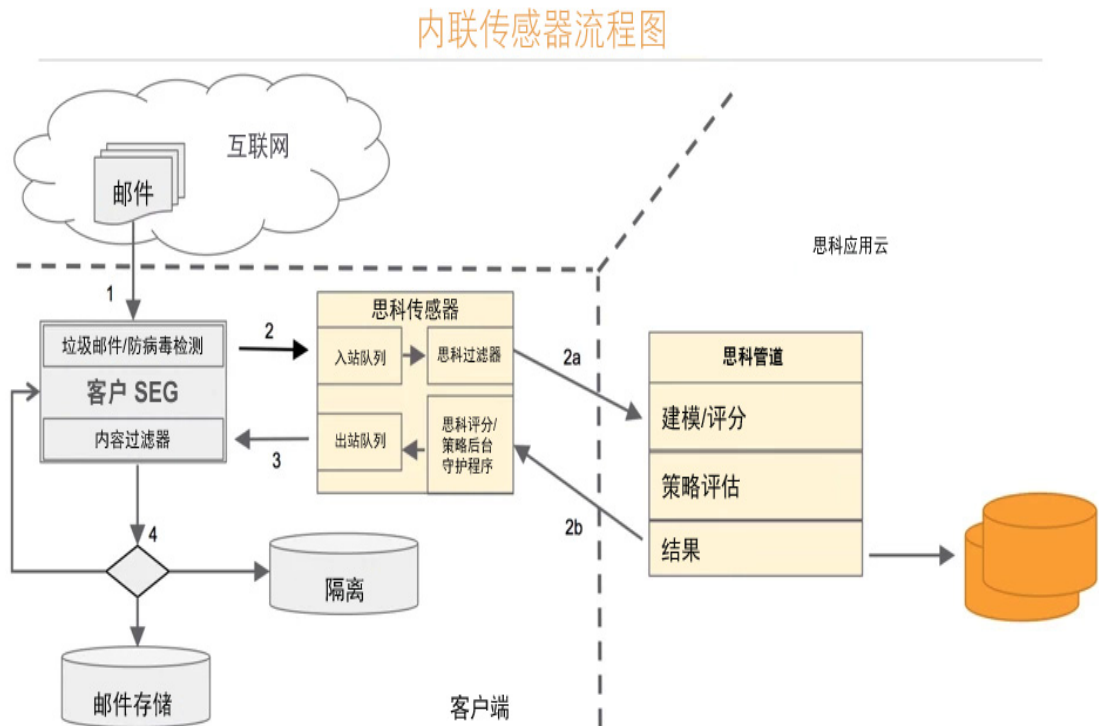 内联传感器流程图
互联网
邮件
思科应用云
1
垃圾邮件/防病毒检测
客户 SEG
内容过滤器
2
思科传感器
入站队列
思科过滤器
出站队列
思科评分/
策略后台
守护程序
3
2a
2b
思科管道
建模/评分
策略评估
结果
4
隔离
邮件存储
客户端